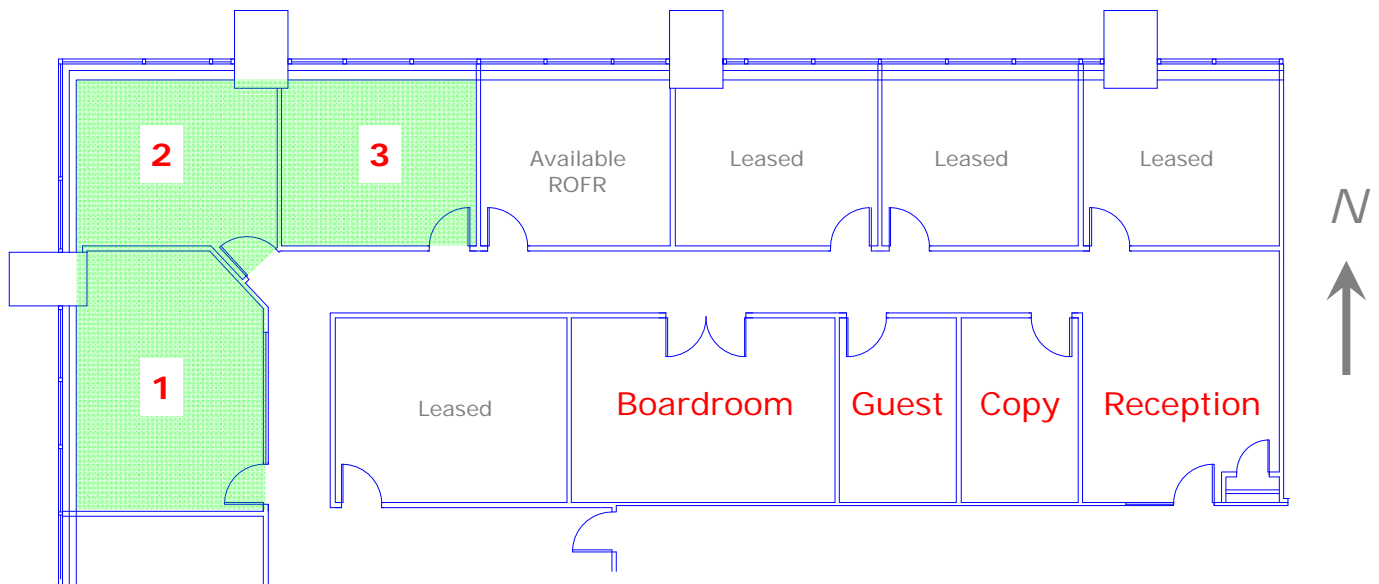 2
3
Available
ROFR
Leased
Leased
Leased
N
1
Leased
Boardroom
Guest
Copy
Reception